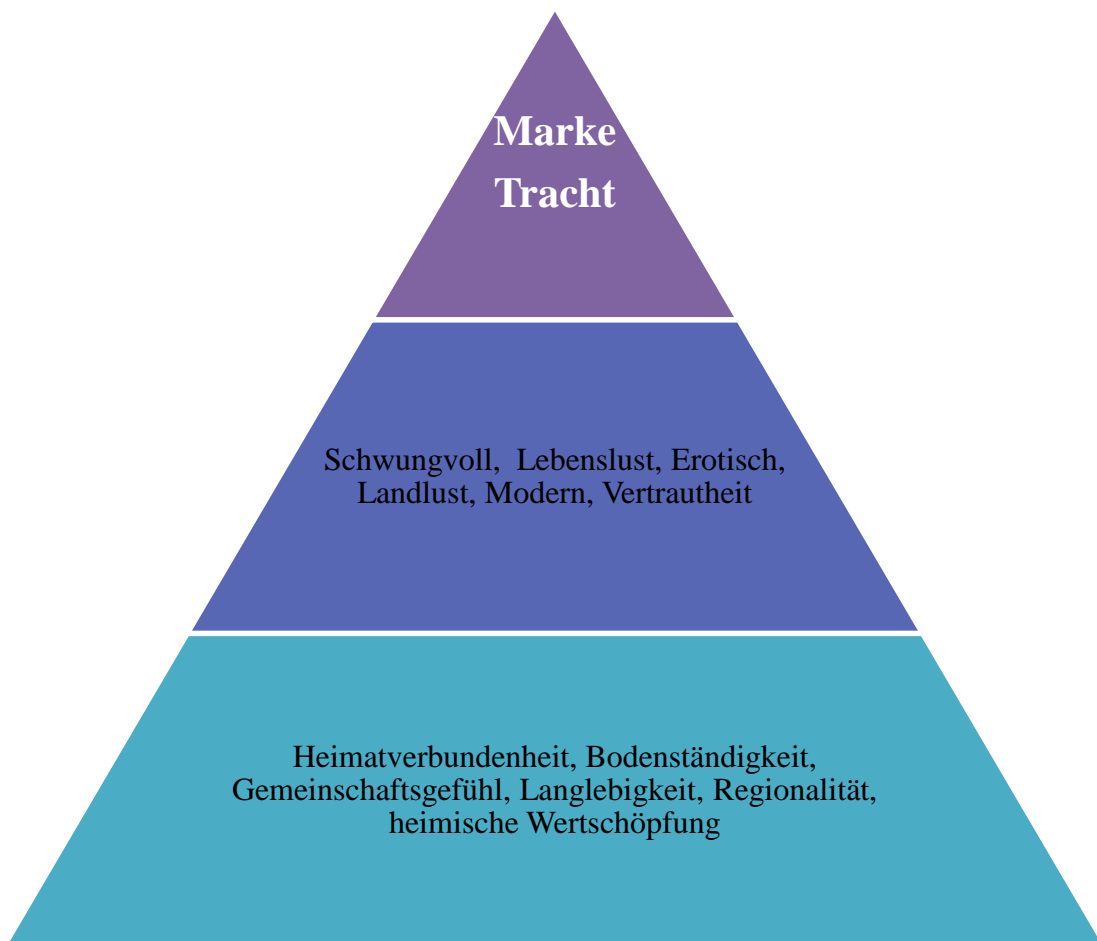 Marke
Tracht
Schwungvoll,  Lebenslust, Erotisch,
Landlust, Modern, Vertrautheit
Heimatverbundenheit, Bodenständigkeit,
Gemeinschaftsgefühl, Langlebigkeit, Regionalität,
heimische Wertschöpfung